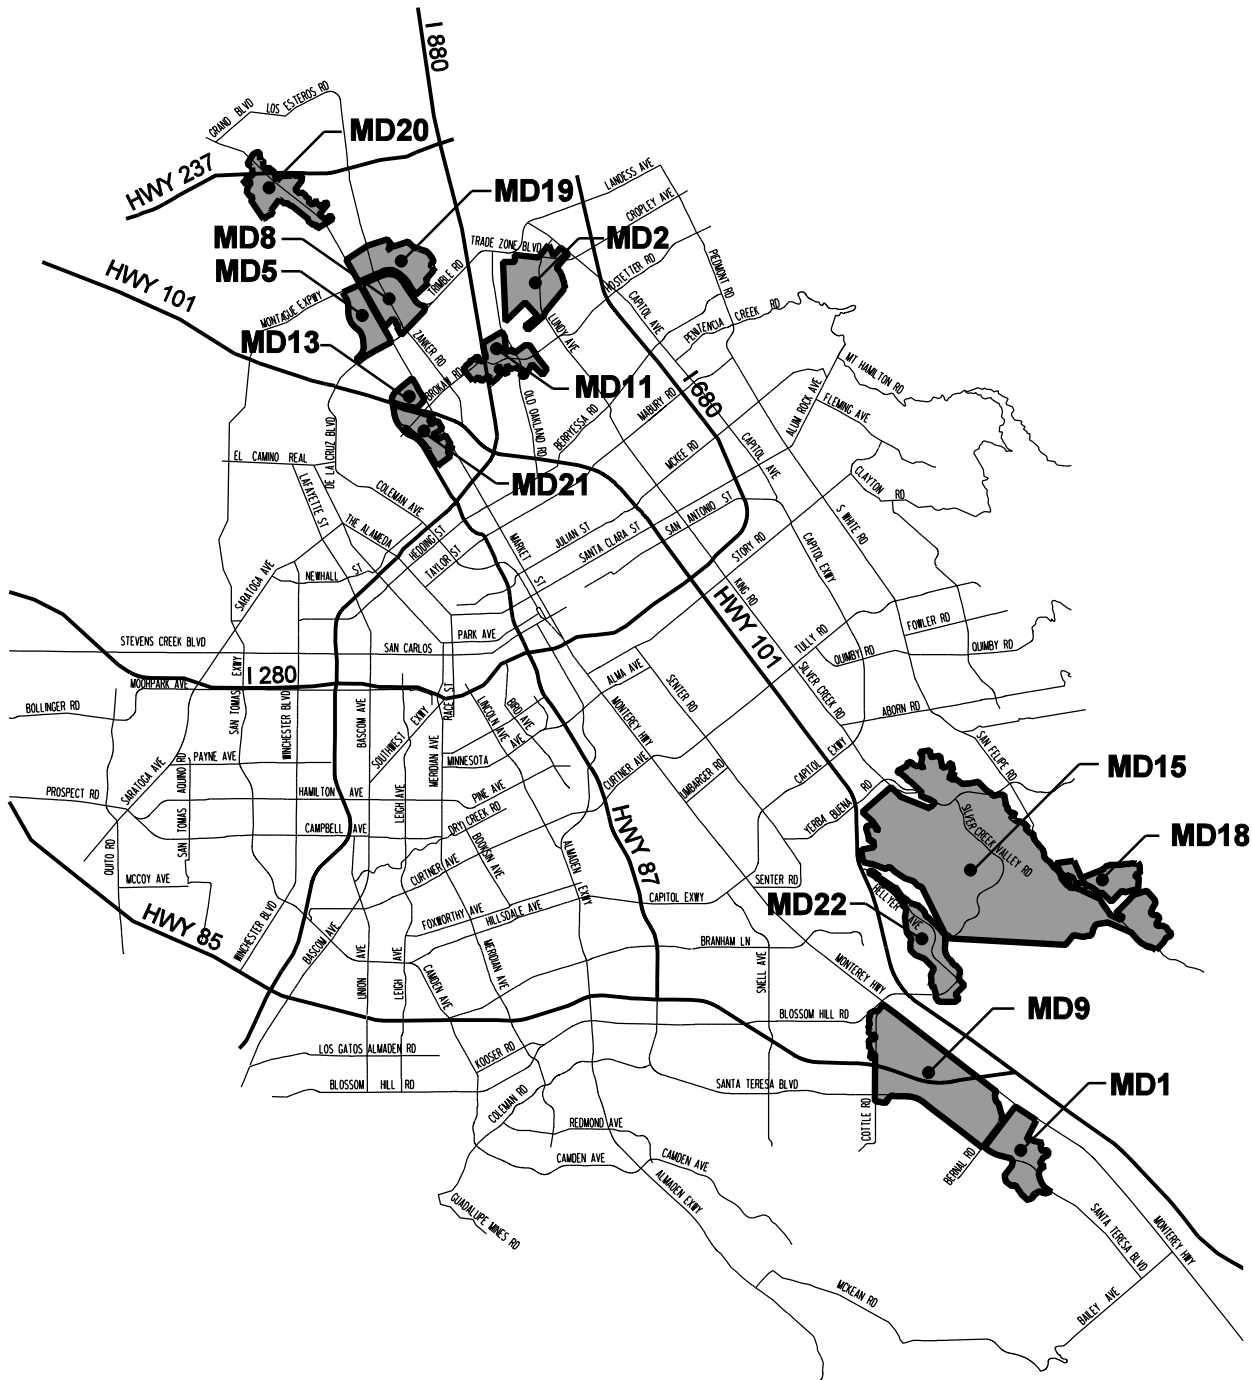 I 880
GRAND BLVD
LOS ESTEROS RD
MD20
HWY 237
LANDESS AVE
MD19
CROPLEY AVE
MD8
TRADE ZONE BLVD
MD2
MD5
HOSTETTER RD
PIEDMONT RD
HWY 101
TRIMBLE RD
MONTAGUE EXPWY
CAPITOL AVE
PENITENCIA CREEK RD
LUNDY AVE
MD13
ZANKER RD
MT HAMILTON RD
BROKAW RD
MD11
I 680
ALUM ROCK AVE
FLEMING AVE
OLD OAKLAND RD
BERRYESSA RD
MABURY RD
DE LA CRUZ BLVD
EL CAMINO REAL
MCKEE RD
CAPITOL AVE
CLAYTON RD
LAFAYETTE ST
COLEMAN AVE
MD21
SAN ANTONIO ST
S WHITE RD
THE ALAMEDA
HEDDING ST
TAYLOR ST
MARKET ST
JULIAN ST
SANTA CLARA ST
STORY RD
CAPITOL EXPWY
SARATOGA AVE
NEWHALL ST
KING RD
HWY 101
STEVENS CREEK BLVD
SAN CARLOS
PARK AVE
TULLY RD
FOWLER RD
QUIMBY RD
QUIMBY RD
I 280
MOORPARK AVE
ALMA AVE
SENTER RD
SILVER CREEK RD
BOLLINGER RD
SAN TOMAS EXWY
WINCHESTER BLVD
BASCOM AVE
SOUTHWEST EXWY
RACE ST
LINCOLN AVE
BIRD AVE
MONTEREY HWY
ABORN RD
SAN FELIPE RD
SARATOGA AVE
PAYNE AVE
MERIDIAN AVE
MINNESOTA AVE
CURTNER AVE
UMBARGER RD
CAPITOL EXWY
MD15
PROSPECT RD
SAN TOMAS AQUINO RD
HAMILTON AVE
LEIGH AVE
PINE AVE
YERBA BUENA RD
SILVER CREEK VALLEY RD
MD18
CAMPBELL AVE
DRY CREEK RD
HWY 87
QUITO RD
MCCOY AVE
CURTNER AVE
BOOKSIN AVE
ALMADEN EXWY
SENTER RD
CAPITOL EXWY
HELLYER AVE
MD22
HWY 85
WINCHESTER BLVD
BASCOM AVE
FOXWORTHY AVE
HILLSDALE AVE
BRANHAM LN
UNION AVE
LEIGH AVE
CAMDEN AVE
MERIDIAN AVE
SNELL AVE
MONTEREY HWY
MD9
BLOSSOM HILL RD
LOS GATOS ALMADEN RD
KOOSER RD
BLOSSOM HILL RD
SANTA TERESA BLVD
MD1
COLEMAN RD
COTTLE RD
REDMOND AVE
CAMDEN AVE
CAMDEN AVE
BERNAL RD
ALMADEN EXWY
GUADALUPE MINES RD
SANTA TERESA BLVD
MONTEREY HWY
MCKEAN RD
BAILEY AVE